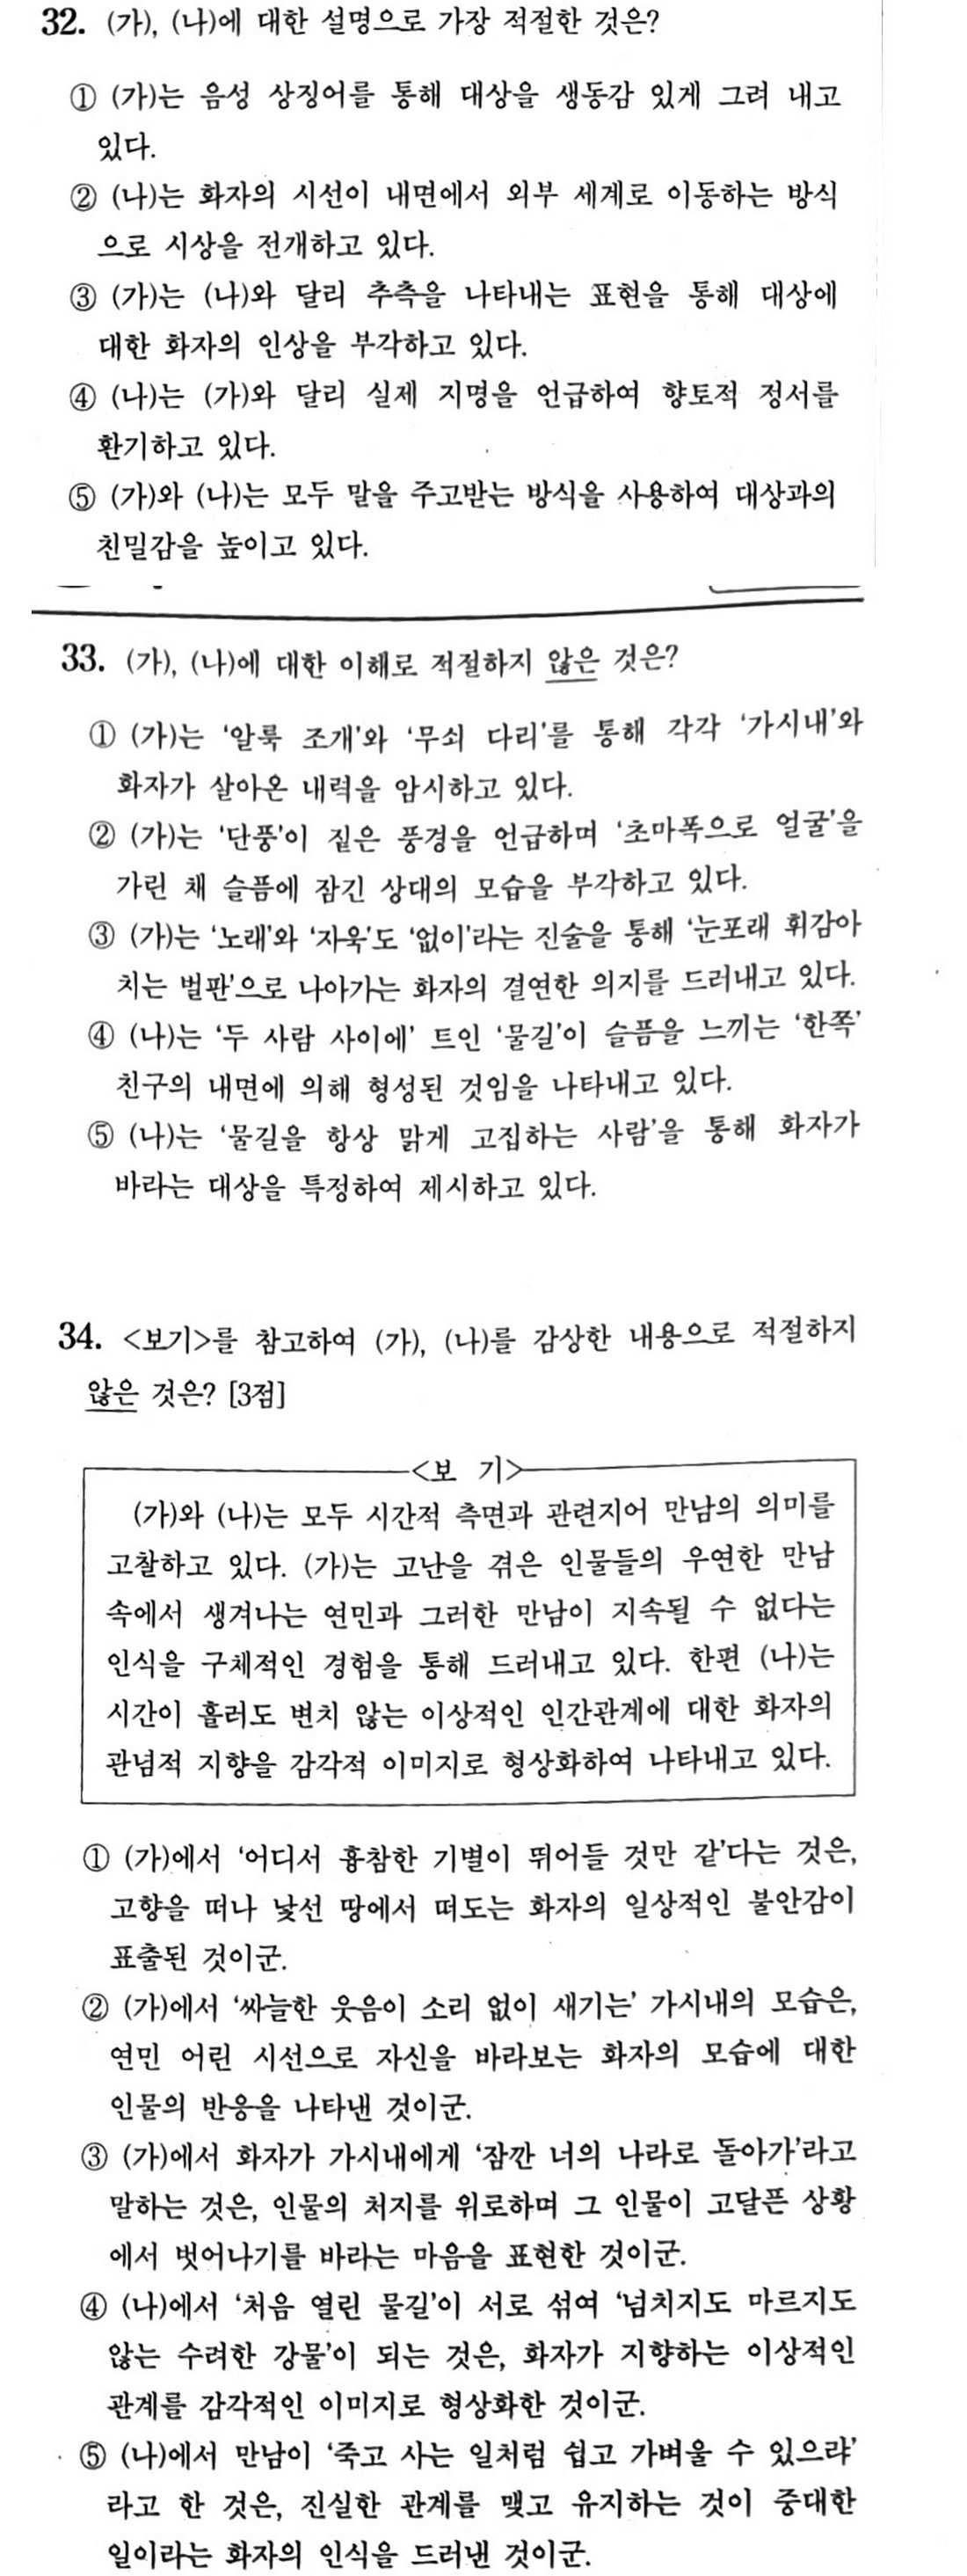 32. (가), (나)에 대한 설명으로 가장 적절한 것은?
① (가)는 음성 상징어를 통해 대상을 생동감 있게 그려 내고
있다.
② (나)는 화자의 시선이 내면에서 외부 세계로 이동하는 방식
으로 시상을 전개하고 있다.
③ (가)는 (나)와 달리 추측을 나타내는 표현을 통해 대상에
대한 화자의 인상을 부각하고 있다.
④ (나)는 (가)와 달리 실제 지명을 언급하여 향토적 정서를
환기하고 있다.
⑤ (가)와 (나)는 모두 말을 주고받는 방식을 사용하여 대상과의
친밀감을 높이고 있다.
33. (가), (나)에 대한 이해로 적절하지 않은 것은?
① (가)는 '알룩 조개'와 '무쇠 다리'를 통해 각각 '가시내'와
화자가 살아온 내력을 암시하고 있다.
② (가)는 '단풍'이 짙은 풍경을 언급하며 '초마폭으로 얼굴'을
가린 채 슬픔에 잠긴 상대의 모습을 부각하고 있다.
③ (가)는 '노래'와 '자욱'도 '없이'라는 진술을 통해 '눈포래 휘감아
치는 벌판'으로 나아가는 화자의 결연한 의지를 드러내고 있다.
④ (나)는 '두 사람 사이에' 트인 '물길'이 슬픔을 느끼는 '한쪽'
친구의 내면에 의해 형성된 것임을 나타내고 있다.
⑤ (나)는 '물길을 항상 맑게 고집하는 사람'을 통해 화자가
바라는 대상을 특정하여 제시하고 있다.
34. <보기>를 참고하여 (가), (나)를 감상한 내용으로 적절하지
않은 것은? [3점]
<보 기>
(가)와 (나)는 모두 시간적 측면과 관련지어 만남의 의미를
고찰하고 있다. (가)는 고난을 겪은 인물들의 우연한 만남
속에서 생겨나는 연민과 그러한 만남이 지속될 수 없다는
인식을 구체적인 경험을 통해 드러내고 있다. 한편 (나)는
시간이 흘러도 변치 않는 이상적인 인간관계에 대한 화자의
관념적 지향을 감각적 이미지로 형상화하여 나타내고 있다.
① (가)에서 '어디서 흉참한 기별이 뛰어들 것만 같'다는 것은,
고향을 떠나 낯선 땅에서 떠도는 화자의 일상적인 불안감이
표출된 것이군.
② (가)에서 '싸늘한 웃음이 소리 없이 새기는' 가시내의 모습은,
연민 어린 시선으로 자신을 바라보는 화자의 모습에 대한
인물의 반응을 나타낸 것이군.
③ (가)에서 화자가 가시내에게 '잠깐 너의 나라로 돌아가'라고
말하는 것은, 인물의 처지를 위로하며 그 인물이 고달픈 상황
에서 벗어나기를 바라는 마음을 표현한 것이군.
④ (나)에서 '처음 열린 물길'이 서로 섞여 '넘치지도 마르지도
않는 수려한 강물'이 되는 것은, 화자가 지향하는 이상적인
관계를 감각적인 이미지로 형상화한 것이군.
⑤ (나)에서 만남이 '죽고 사는 일처럼 쉽고 가벼울 수 있으랴'
라고 한 것은, 진실한 관계를 맺고 유지하는 것이 중대한
일이라는 화자의 인식을 드러낸 것이군.